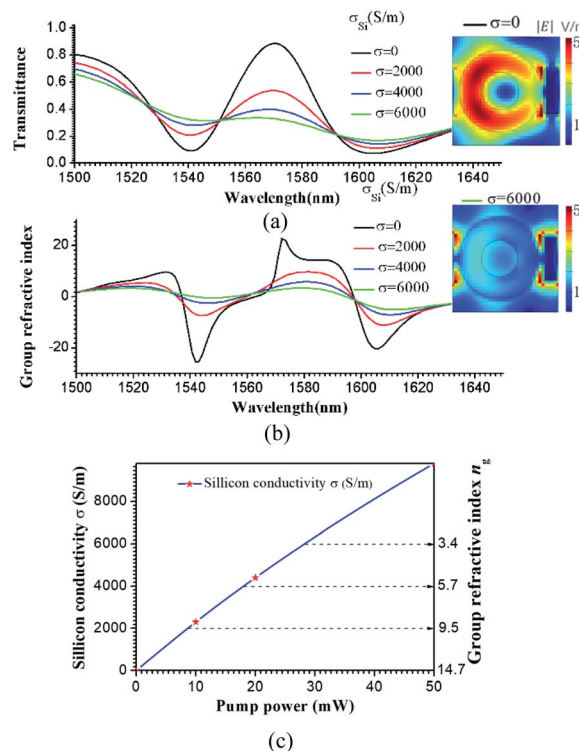 (a)
σSi(S/m)
σ=0
σ=2000
σ=4000
σ=6000
Transmittance
1.0
0.8
0.6
0.4
0.2
0.0
1500 1520 1540 1560 1580 1600 1620 1640
Wavelength(nm)
σ=0
|E| V/m
5
1
(a)
σSi(S/m)
σ=0
σ=2000
σ=4000
σ=6000
Group refractive index
20
0
-20
1500 1520 1540 1560 1580 1600 1620 1640
Wavelength(nm)
σ=6000
5
1
(b)
Sillicon conductivity σ (S/m)
Sillicon conductivity σ (S/m)
8000
6000
4000
2000
0
Group refractive index ng
3.4
5.7
9.5
14.7
0 10 20 30 40 50
Pump power (mW)
(c)